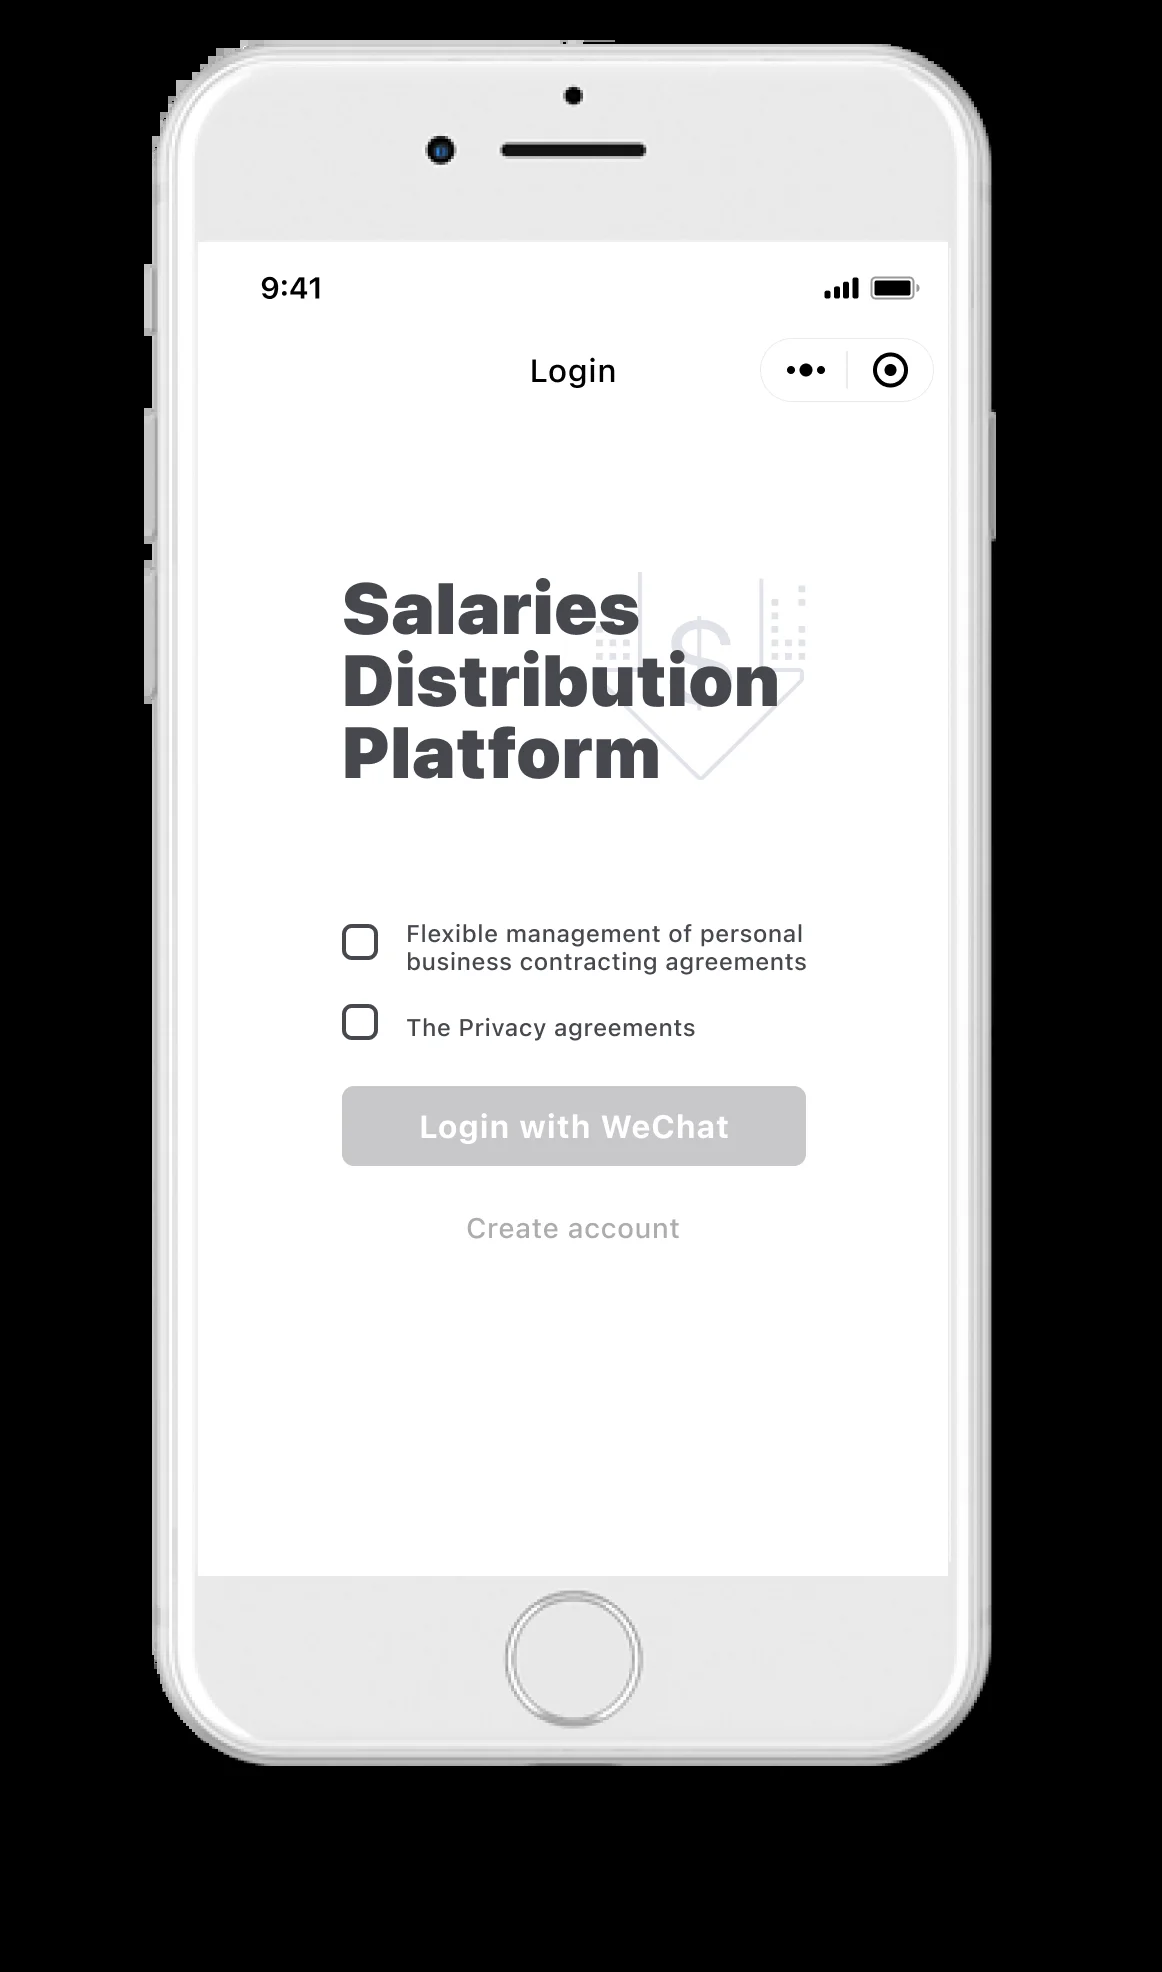 9:41
Login
Salaries
$
Distribution
Platform
Flexible management of personal
business contracting agreements
The Privacy agreements
Login with WeChat
Create account